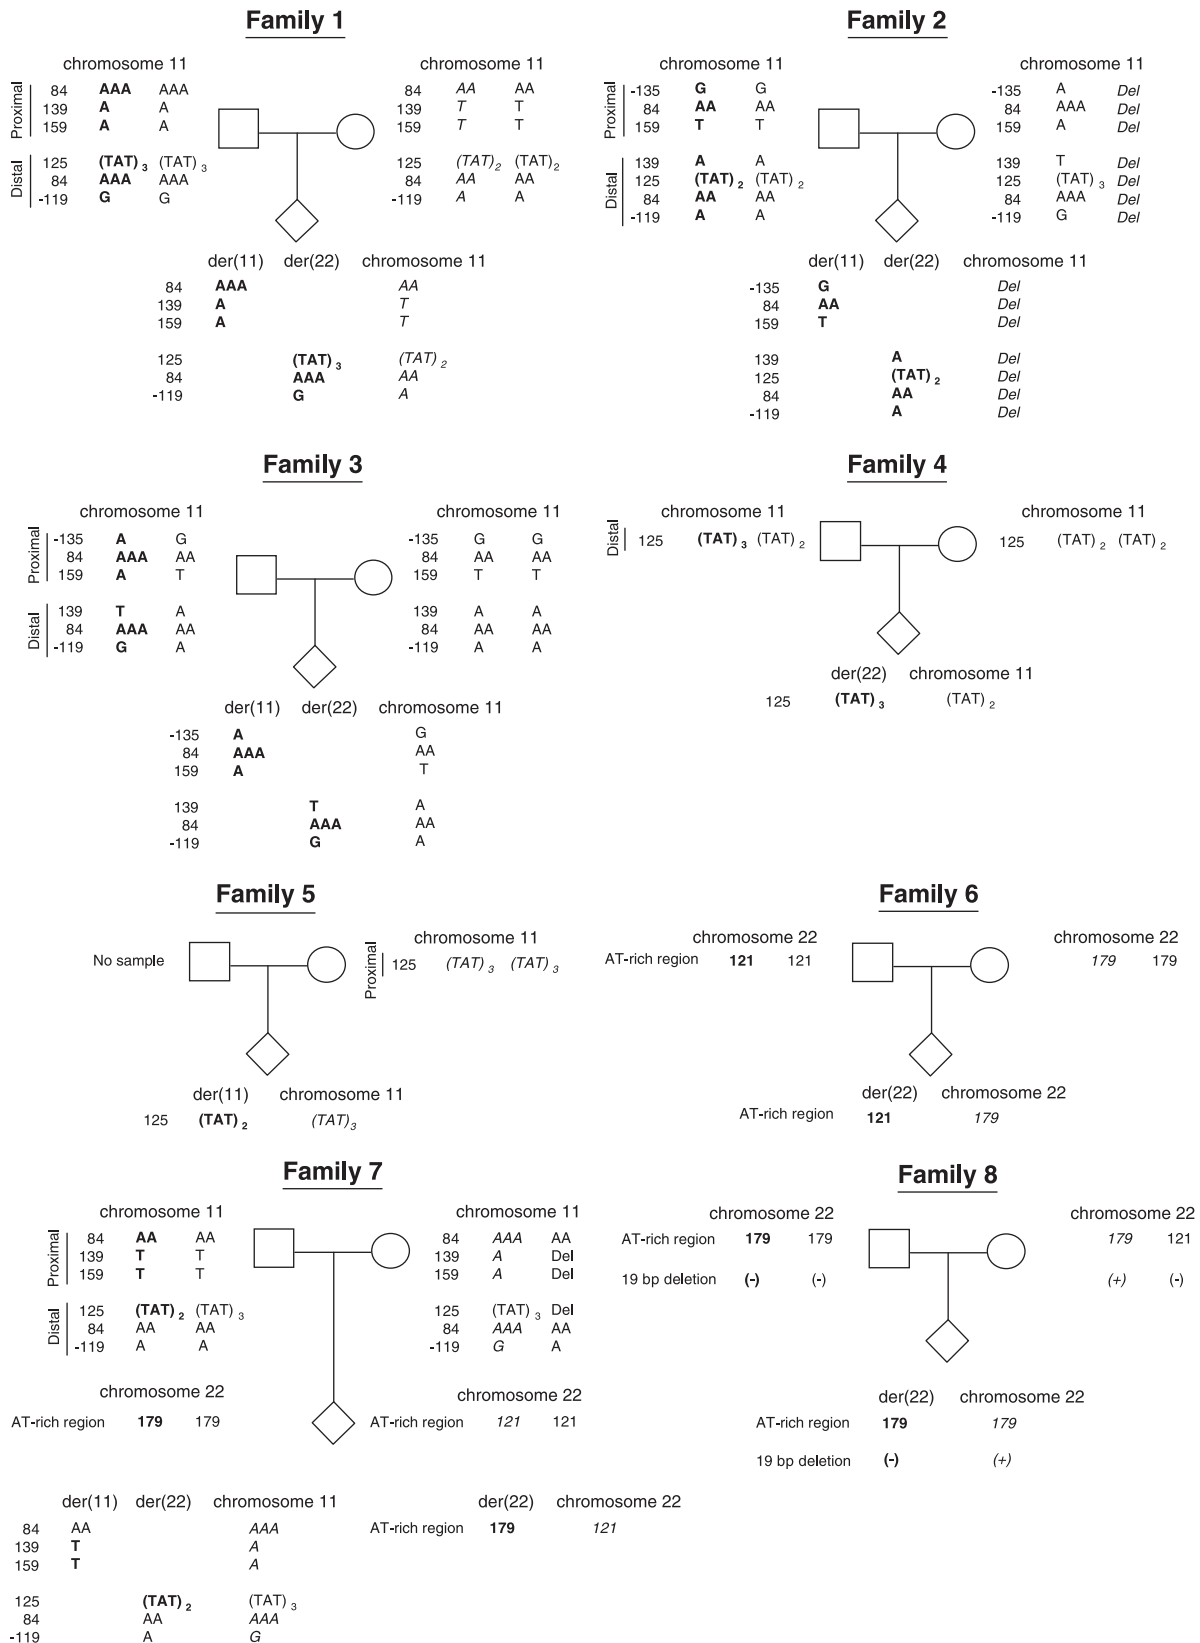 Family 1
chromosome 11 chromosome 11
Proximal
84 AAA AAA 84 AA AA
139 A A 139 T T
159 A A 159 T T
Distal
125 (TAT) 3 (TAT) 3 125 (TAT) 2 (TAT) 2
84 AAA AAA 84 AA AA
-119 G G -119 A A
der(11) der(22) chromosome 11
84 AAA AA
139 A T
159 A T
125 (TAT) 3 (TAT) 2
84 AAA AA
-119 G A
Family 2
chromosome 11 chromosome 11
Proximal
-135 G G -135 A Del
84 AA AA 84 AAA Del
159 T T 159 A Del
Distal
139 A A 139 T Del
125 (TAT) 2 (TAT) 2 125 (TAT) 3 Del
84 AA AA 84 AAA Del
-119 A A -119 G Del
der(11) der(22) chromosome 11
-135 G Del
84 AA Del
159 T Del
139 A Del
125 (TAT) 2 Del
84 AA Del
-119 A Del
Family 3
chromosome 11 chromosome 11
Proximal
-135 A G -135 G G
84 AAA AA 84 AA AA
159 A T 159 T T
Distal
139 T A 139 A A
84 AAA AA 84 AA AA
-119 G A -119 A A
der(11) der(22) chromosome 11
-135 A G
84 AAA AA
159 A T
139 T A
84 AAA AA
-119 G A
Family 4
chromosome 11 chromosome 11
Distal
125 (TAT) 3 (TAT) 2 125 (TAT) 2 (TAT) 2
der(22) chromosome 11
125 (TAT) 3 (TAT) 2
Family 5
chromosome 11
No sample
Proximal
125 (TAT) 3 (TAT) 3
der(11) chromosome 11
125 (TAT) 2 (TAT) 3
Family 6
chromosome 22 chromosome 22
AT-rich region 121 121 179 179
der(22) chromosome 22
AT-rich region 121 179
Family 7
chromosome 11 chromosome 11
Proximal
84 AA AA 84 AAA AA
139 T T 139 A Del
159 T T 159 A Del
Distal
125 (TAT) 2 (TAT) 3 125 (TAT) 3 Del
84 AA AA 84 AAA AA
-119 A A -119 G A
chromosome 22 chromosome 22
AT-rich region 179 179 AT-rich region 121 121
der(11) der(22) chromosome 11 der(22) chromosome 22
84 AA AAA AT-rich region 179 121
139 T A
159 T A
125 (TAT) 2 (TAT) 3
84 AA AAA
-119 A G
Family 8
chromosome 22 chromosome 22
AT-rich region 179 179 179 121
19 bp deletion (-) (-) (+) (-)
der(22) chromosome 22
AT-rich region 179 179
19 bp deletion (-) (+)